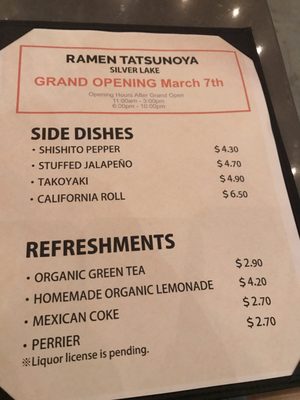 RAMEN TATSUNOYA
SILVER LAKE
GRAND OPENING March 7th
Opening Hours After Grand Open
11:00am - 3:00pm
6:00pm - 10:00pm
SIDE DISHES
・SHISHITO PEPPER $4.30
・STUFFED JALAPEÑO $4.70
・TAKOYAKI $4.90
・CALIFORNIA ROLL $6.50
REFRESHMENTS
・ORGANIC GREEN TEA $2.90
・HOMEMADE ORGANIC LEMONADE $4.20
・MEXICAN COKE $2.70
・PERRIER $2.70
※Liquor license is pending.